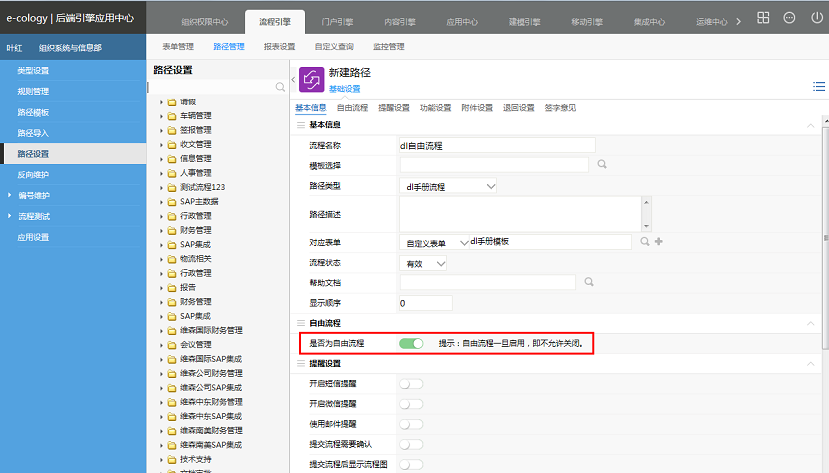 e-cology | 后端引擎应用中心
组织权限中心 流程引擎 门户引擎 内容引擎 应用中心 建模引擎 移动引擎 集成中心 运维中心
叶红 组织系统与信息部
表单管理 路径管理 报表设置 自定义查询 监控管理
类型设置
规则管理
路径模板
路径导入
路径设置
反向维护
编号维护
流程测试
应用设置
路径设置
请假
车辆管理
签报管理
收文管理
信息管理
人事管理
测试流程123
SAP主数据
行政管理
财务管理
SAP集成
物流相关
行政管理
报告
财务管理
SAP集成
维森国际财务管理
会议管理
维森国际SAP集成
维森公司财务管理
维森公司SAP集成
维森中东财务管理
维森中东SAP集成
维森南美财务管理
维森南美SAP集成
技术支持
新建路径
基础设置
基本信息 自由流程 提醒设置 功能设置 附件设置 退回设置 签字意见
基本信息
流程名称 dl自由流程
模板选择
路径类型 dl手册流程
路径描述
对应表单 自定义表单 dl手册模板
流程状态 有效
帮助文档
显示顺序 0
自由流程
是否为自由流程 提示：自由流程一旦启用，即不允许关闭。
提醒设置
开启短信提醒
开启微信提醒
使用邮件提醒
提交流程需要确认
提交流程后显示流程图